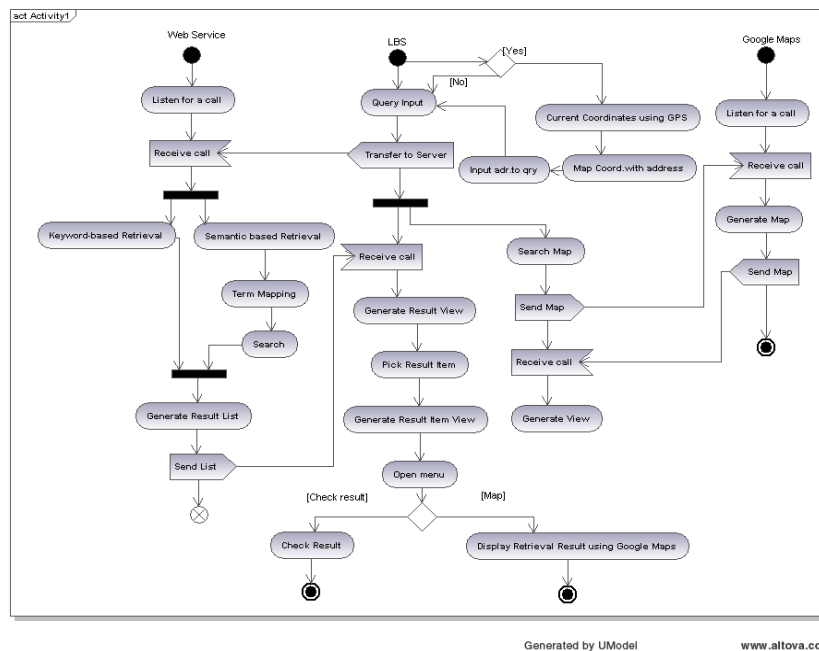 act Activity1
Web Service
LBS
Google Maps
[Yes]
[No]
Listen for a call
Query Input
Current Coordinates using GPS
Listen for a call
Receive call
Transfer to Server
Input adr.to qry
Map Coord.with address
Receive call
Keyword-based Retrieval
Semantic based Retrieval
Generate Map
Receive call
Search Map
Send Map
Term Mapping
Generate Result View
Send Map
Search
Pick Result Item
Receive call
Generate Result List
Generate Result Item View
Generate View
Send List
Open menu
[Check result]
[Map]
Check Result
Display Retrieval Result using Google Maps
Generated by UModel
www.altova.co